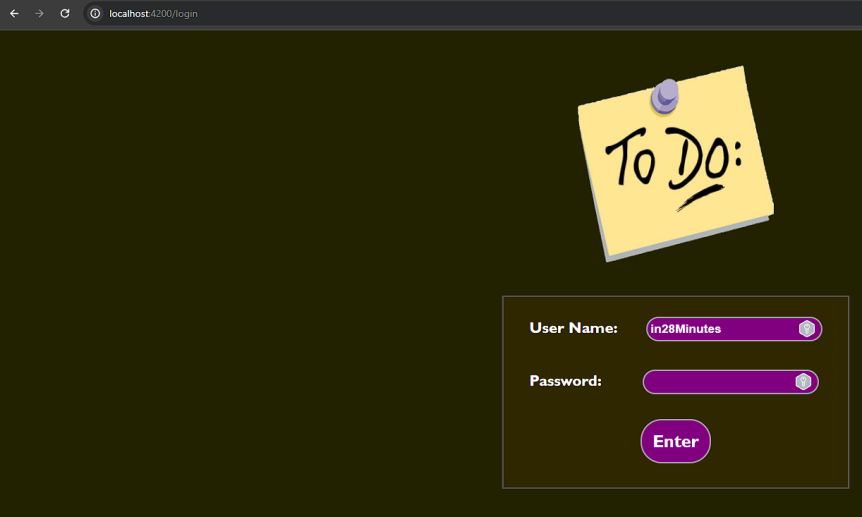 localhost:4200/login
To Do:
User Name: in28Minutes
Password:
Enter